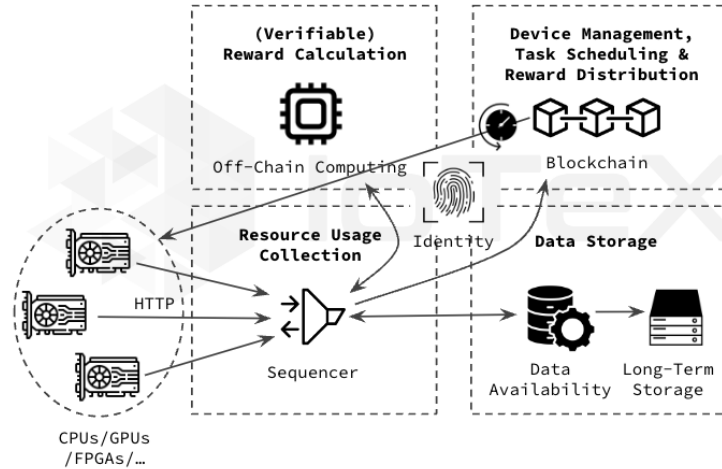 (Verifiable)
Reward Calculation
Off-Chain Computing
Device Management,
Task Scheduling &
Reward Distribution
Blockchain
IoTeX
Identity
Resource Usage
Collection
Sequencer
HTTP
CPUs/GPUs
/FPGAs/…
Data Storage
Data
Availability
Long-Term
Storage